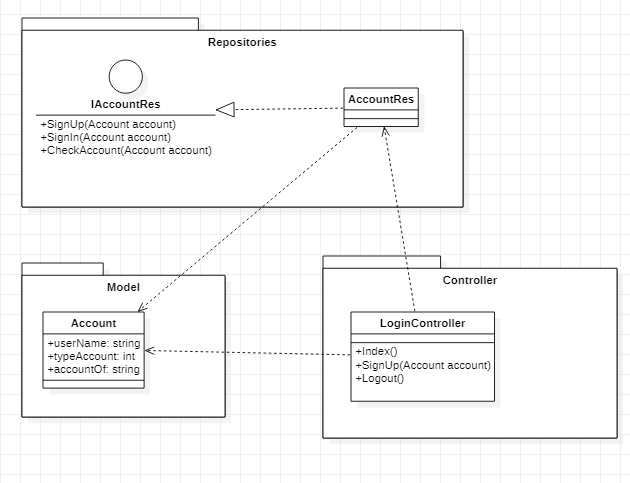 Repositories
IAccountRes
+SignUp(Account account)
+SignIn(Account account)
+CheckAccount(Account account)
AccountRes
Model
Account
+userName: string
+typeAccount: int
+accountOf: string
Controller
LoginController
+Index()
+SignUp(Account account)
+Logout()